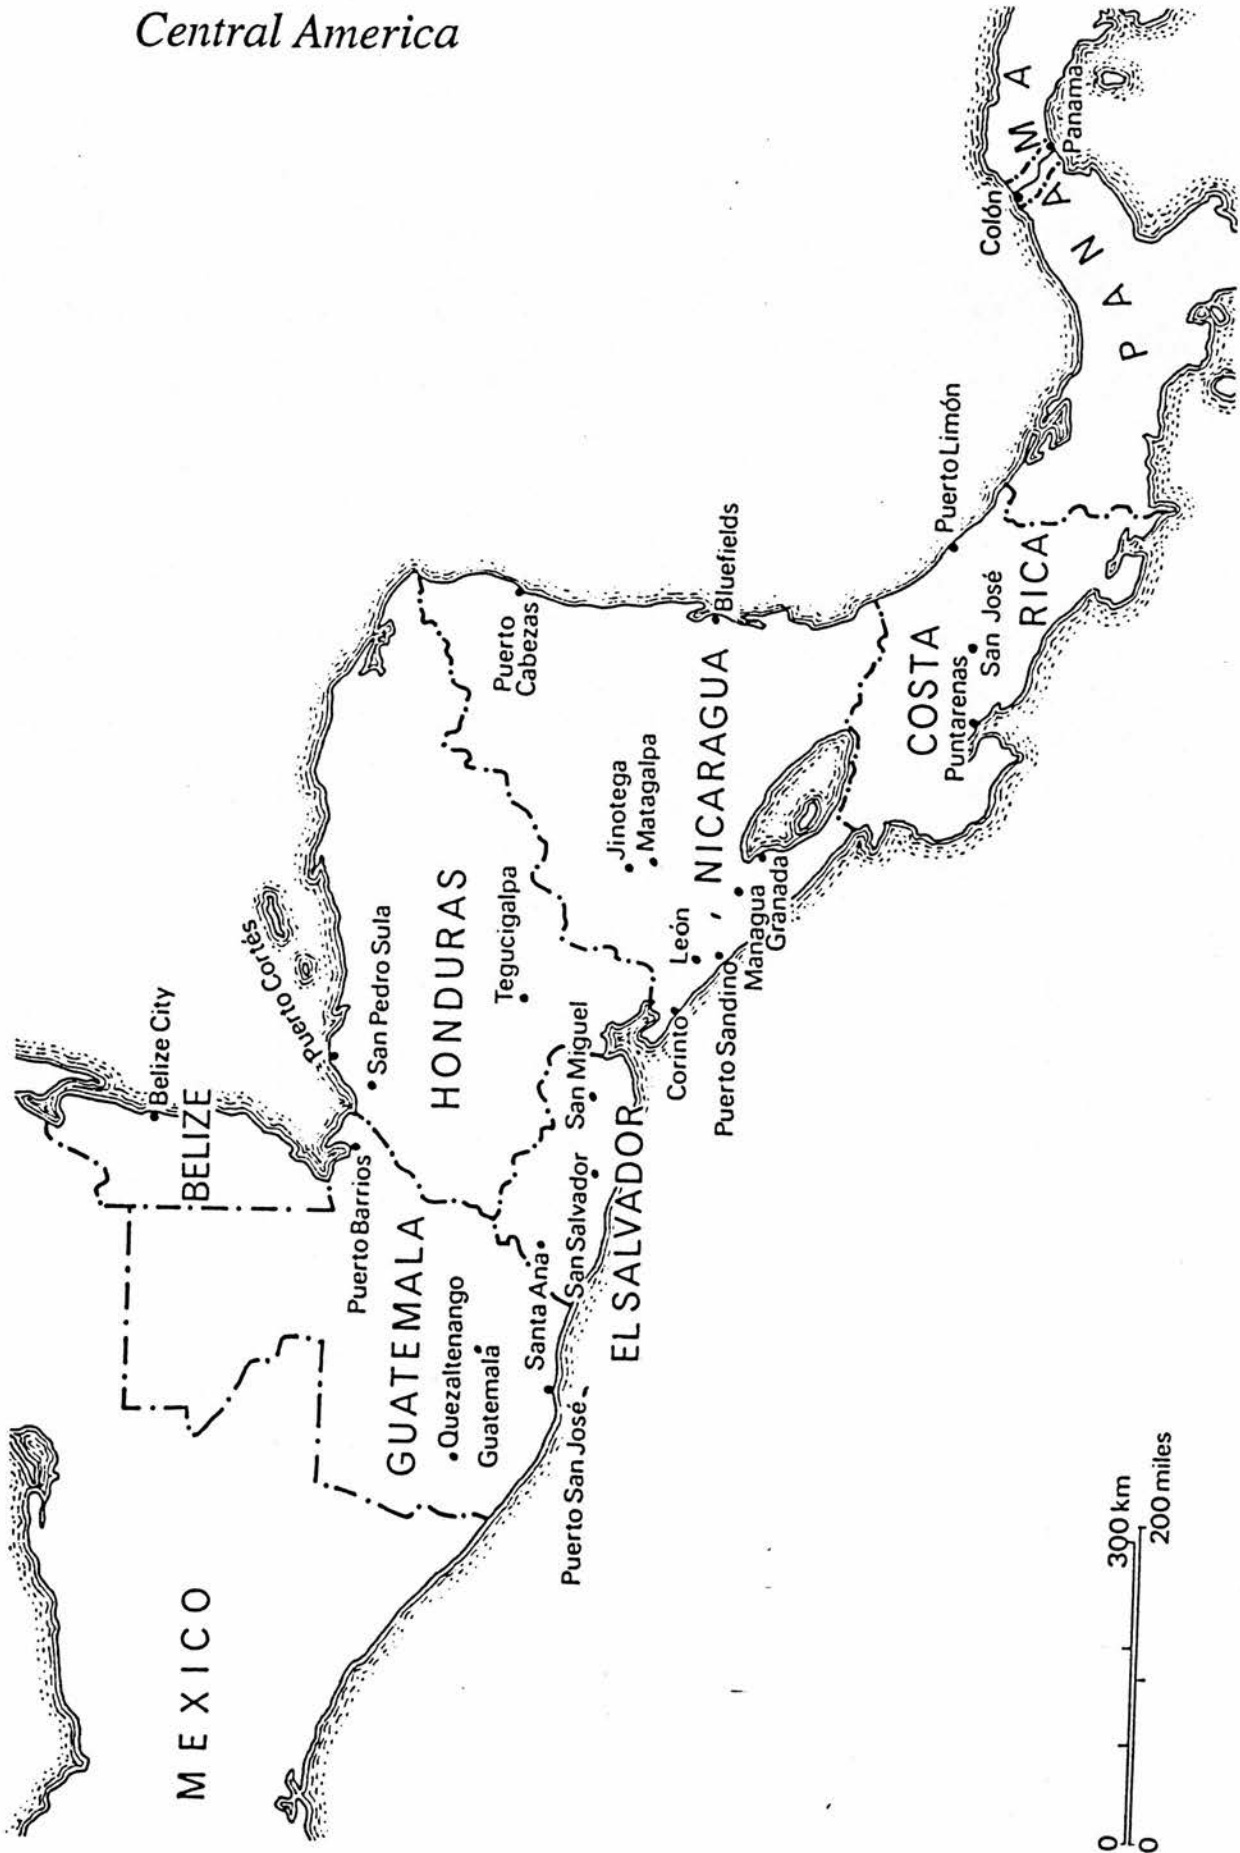 Central America
MEXICO
BELIZE
Belize City
GUATEMALA
Puerto Barrios
Quezaltenango
Guatemala
Puerto San José
HONDURAS
Puerto Cortés
San Pedro Sula
Tegucigalpa
EL SALVADOR
Santa Ana
San Salvador
San Miguel
NICARAGUA
Puerto
Cabezas
Bluefields
Jinotega
Matagalpa
León
Corinto
Puerto Sandino
Managua
Granada
COSTA
RICA
Puntarenas
San José
Puerto Limón
PANAMA
Colón
Panama
0 300 km
0 200 miles